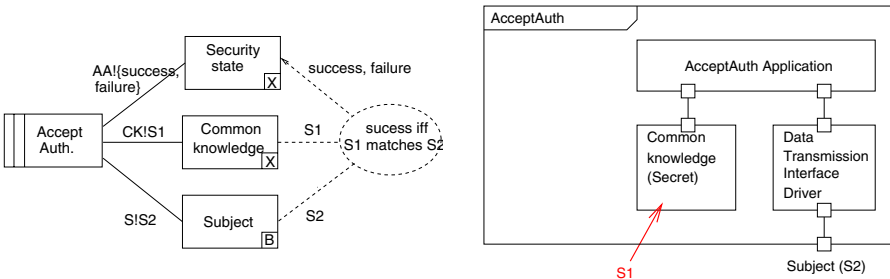 Security
state
X
AA!{success,
failure}
success, failure
Accept
Auth.
CK!S1
Common
knowledge
X
S1
sucess iff
S1 matches S2
S!S2
Subject
B
S2
AcceptAuth
AcceptAuth Application
Common
knowledge
(Secret)
Data
Transmission
Interface
Driver
S1
Subject (S2)